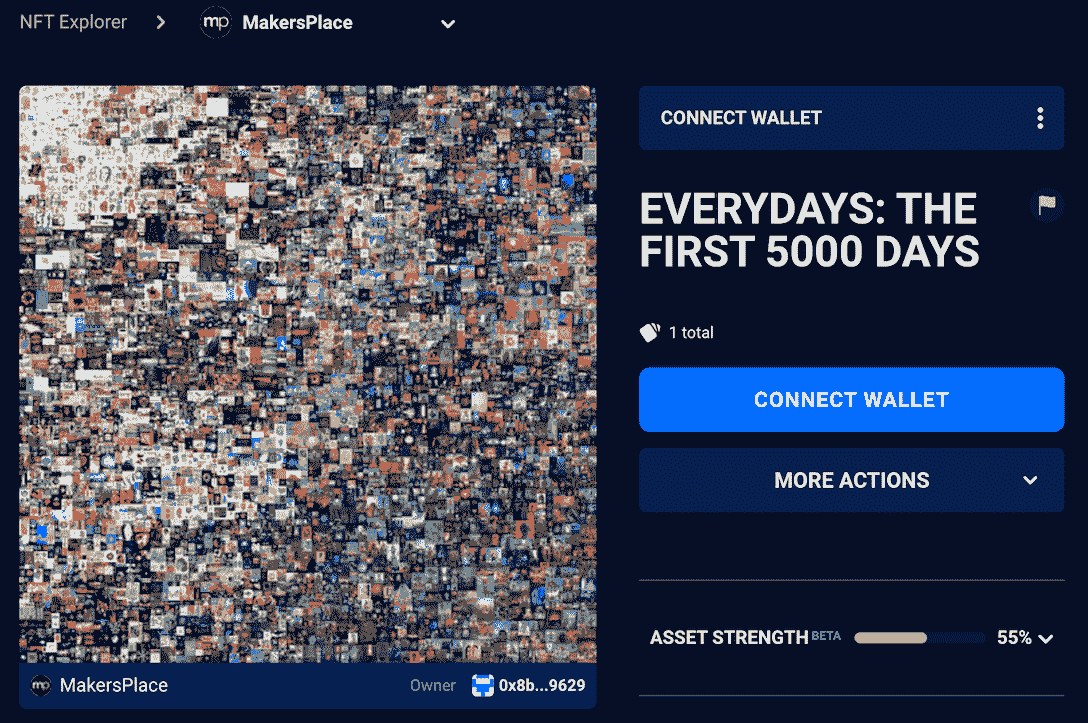 NFT Explorer > mp MakersPlace
CONNECT WALLET
EVERYDAYS: THE
FIRST 5000 DAYS
1 total
CONNECT WALLET
MORE ACTIONS
ASSET STRENGTH BETA 55%
mp MakersPlace Owner 0x8b...9629